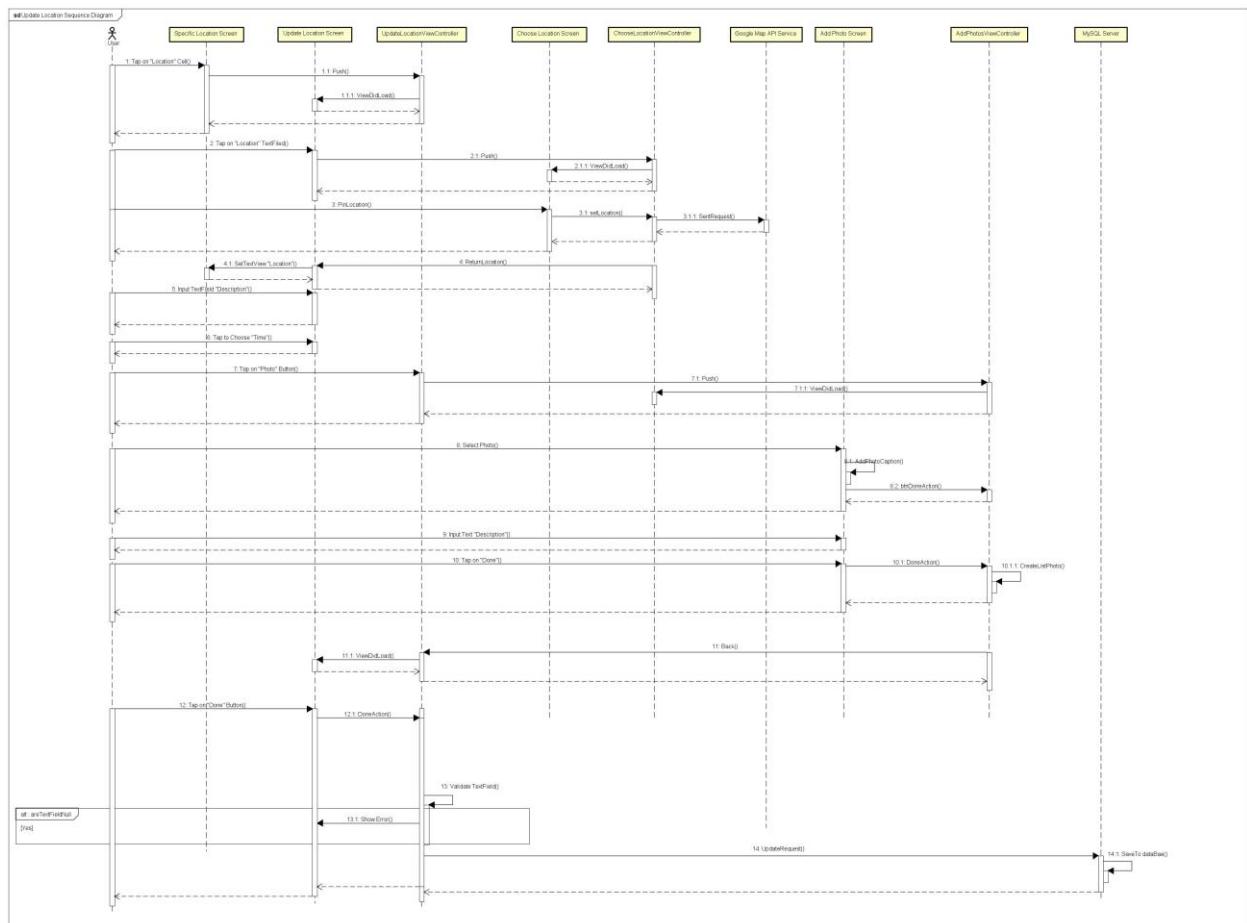 sd Update Location Sequence Diagram
User
Specific Location Screen
Update Location Screen
UpdateLocationViewController
Choose Location Screen
ChooseLocationViewController
Google Map API Service
Add Photo Screen
AddPhotosViewController
MySQL Server
1: Tap on "Location" Cell()
1.1: Push()
1.1.1: ViewDidLoad()
2: Tap on "Location" TextFiled()
2.1: Push()
2.1.1: ViewDidLoad()
3: PinLocation()
3.1: setLocation()
3.1.1: SentRequest()
4: ReturnLocation()
4.1: SetTextView "Location"()
5: Input TextField "Description"()
6: Tap to Choose "Time"()
7: Tap on "Photo" Button()
7.1: Push()
7.1.1: ViewDidLoad()
8: Select Photo()
8.1: AddPhotoCaption()
8.2: btnDoneAction()
9: Input Text "Description"()
10: Tap on "Done"()
10.1: DoneAction()
10.1.1: CreateListPhoto()
11: Back()
11.1: ViewDidLoad()
12: Tap on "Done" Button()
12.1: DoneAction()
13: Validate TextField()
alt : areTextFieldNull
[Yes]
13.1: Show Error()
14: UpdateRequest()
14.1: SaveTo dataBae()